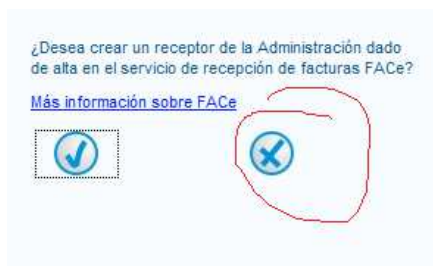 ¿Desea crear un receptor de la Administración dado
de alta en el servicio de recepción de facturas FACe?
Más información sobre FACe